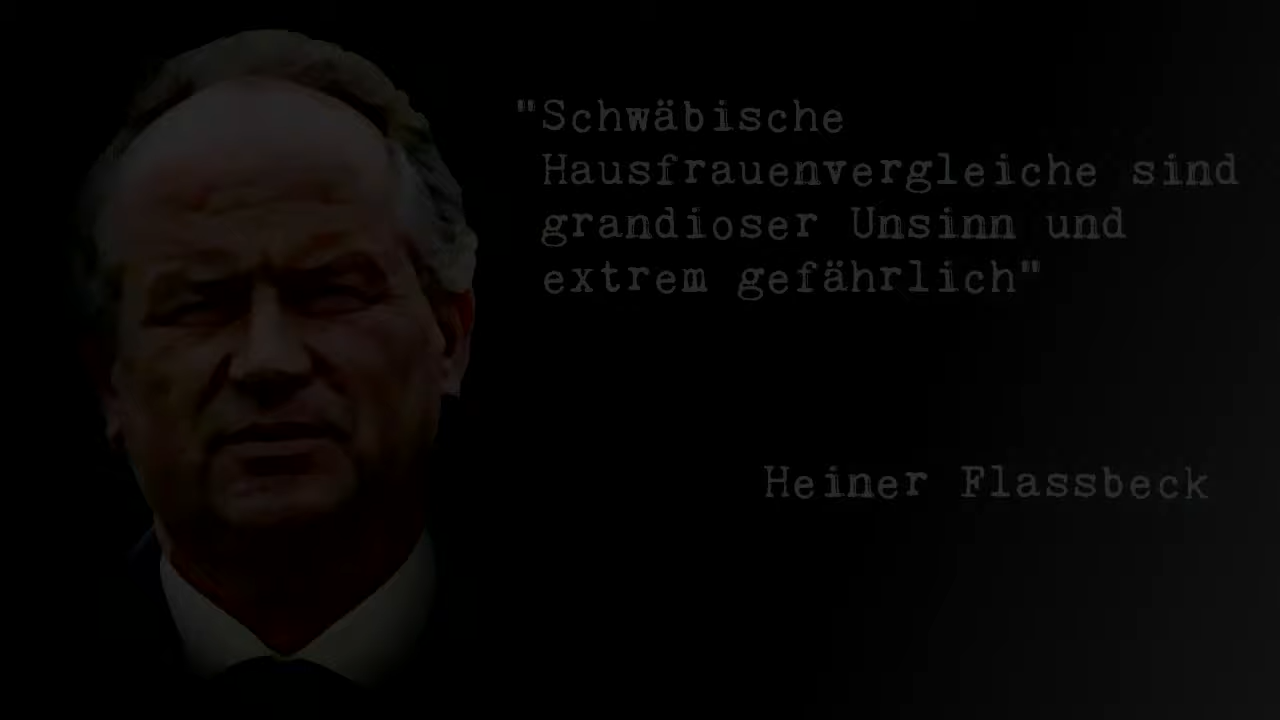 "Schwäbische
Hausfrauenvergleiche sind
grandioser Unsinn und
extrem gefährlich"
Heiner Flassbeck